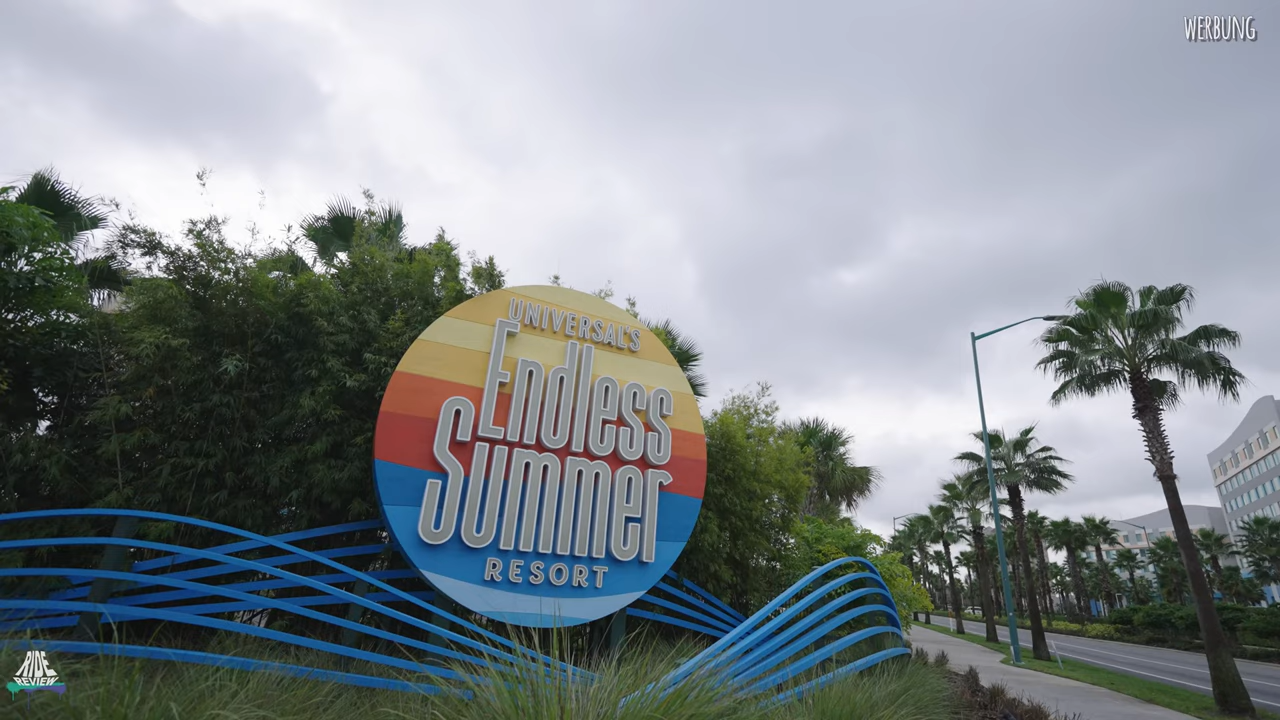 WERBUNG
UNIVERSAL'S
Endless
Summer
RESORT
RIDE
REVIEW